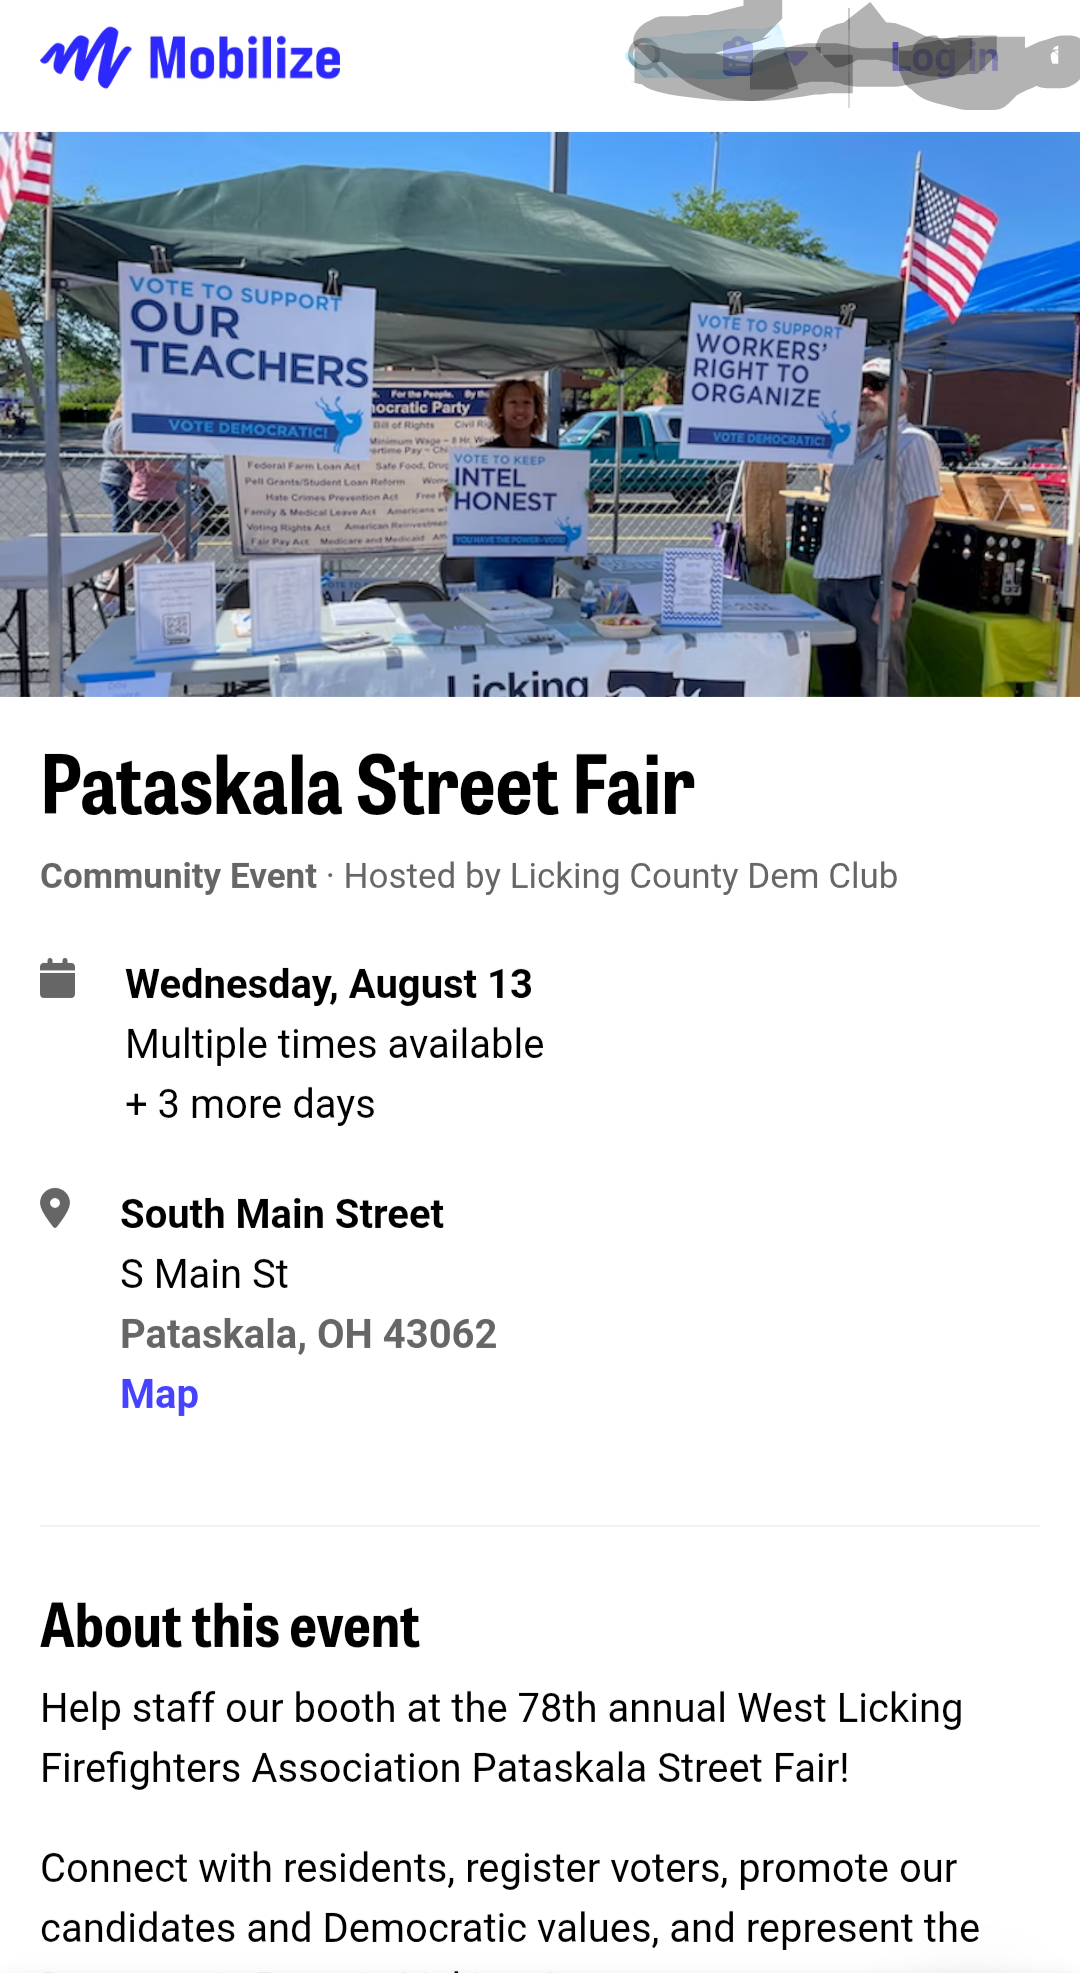 Mobilize
Log in
VOTE TO SUPPORT
OUR
TEACHERS
VOTE DEMOCRATIC!
VOTE TO SUPPORT
WORKERS'
RIGHT TO
ORGANIZE
VOTE DEMOCRATIC!
For the People. By
ocratic Party
Bill of Rights Civil
Minimum Wage – 8 Hr.
Federal Farm Loan Act Safe Food, Drug
Pell Grants/Student Loan Reform
Hate Crimes Prevention Act Free
Family & Medical Leave Act Americans
Voting Rights Act American Reinvestmen
Fair Pay Act Medicare and Medicaid
VOTE TO KEEP
INTEL
HONEST
YOU HAVE THE POWER-VOTE!
Licking
Pataskala Street Fair
Community Event · Hosted by Licking County Dem Club
Wednesday, August 13
Multiple times available
+ 3 more days
South Main Street
S Main St
Pataskala, OH 43062
Map
About this event
Help staff our booth at the 78th annual West Licking
Firefighters Association Pataskala Street Fair!
Connect with residents, register voters, promote our
candidates and Democratic values, and represent the